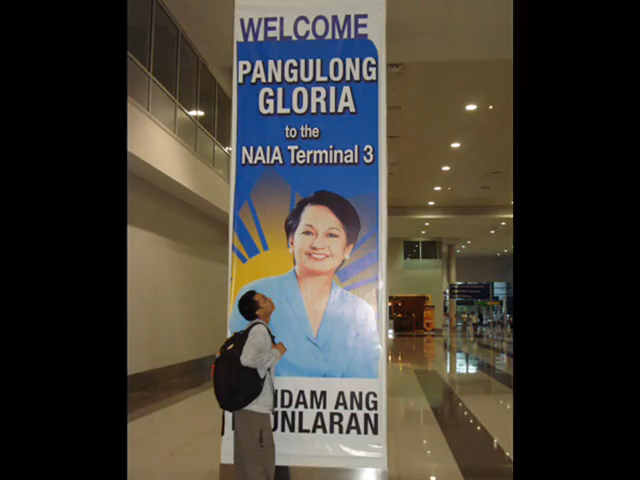 WELCOME
PANGULONG
GLORIA
to the
NAIA Terminal 3
IDAM ANG
UNLARAN